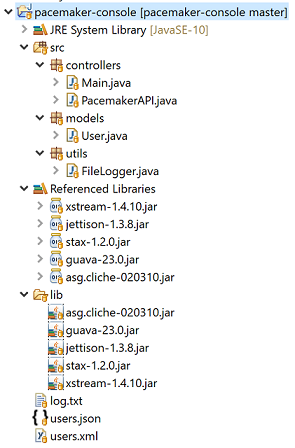 pacemaker-console [pacemaker-console master]
JRE System Library [JavaSE-10]
src
controllers
Main.java
PacemakerAPI.java
models
User.java
utils
FileLogger.java
Referenced Libraries
xstream-1.4.10.jar
jettison-1.3.8.jar
stax-1.2.0.jar
guava-23.0.jar
asg.cliche-020310.jar
lib
asg.cliche-020310.jar
guava-23.0.jar
jettison-1.3.8.jar
stax-1.2.0.jar
xstream-1.4.10.jar
log.txt
users.json
users.xml